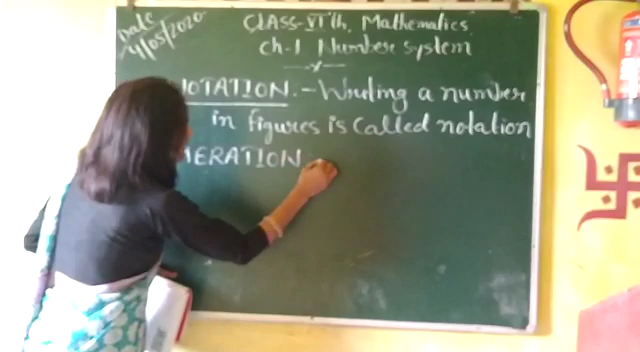 Date
4/05/2020
CLASS-VIth, Mathematics
Ch-1 Number system
NOTATION:- Writing a number
in figures is called notation
MERATION